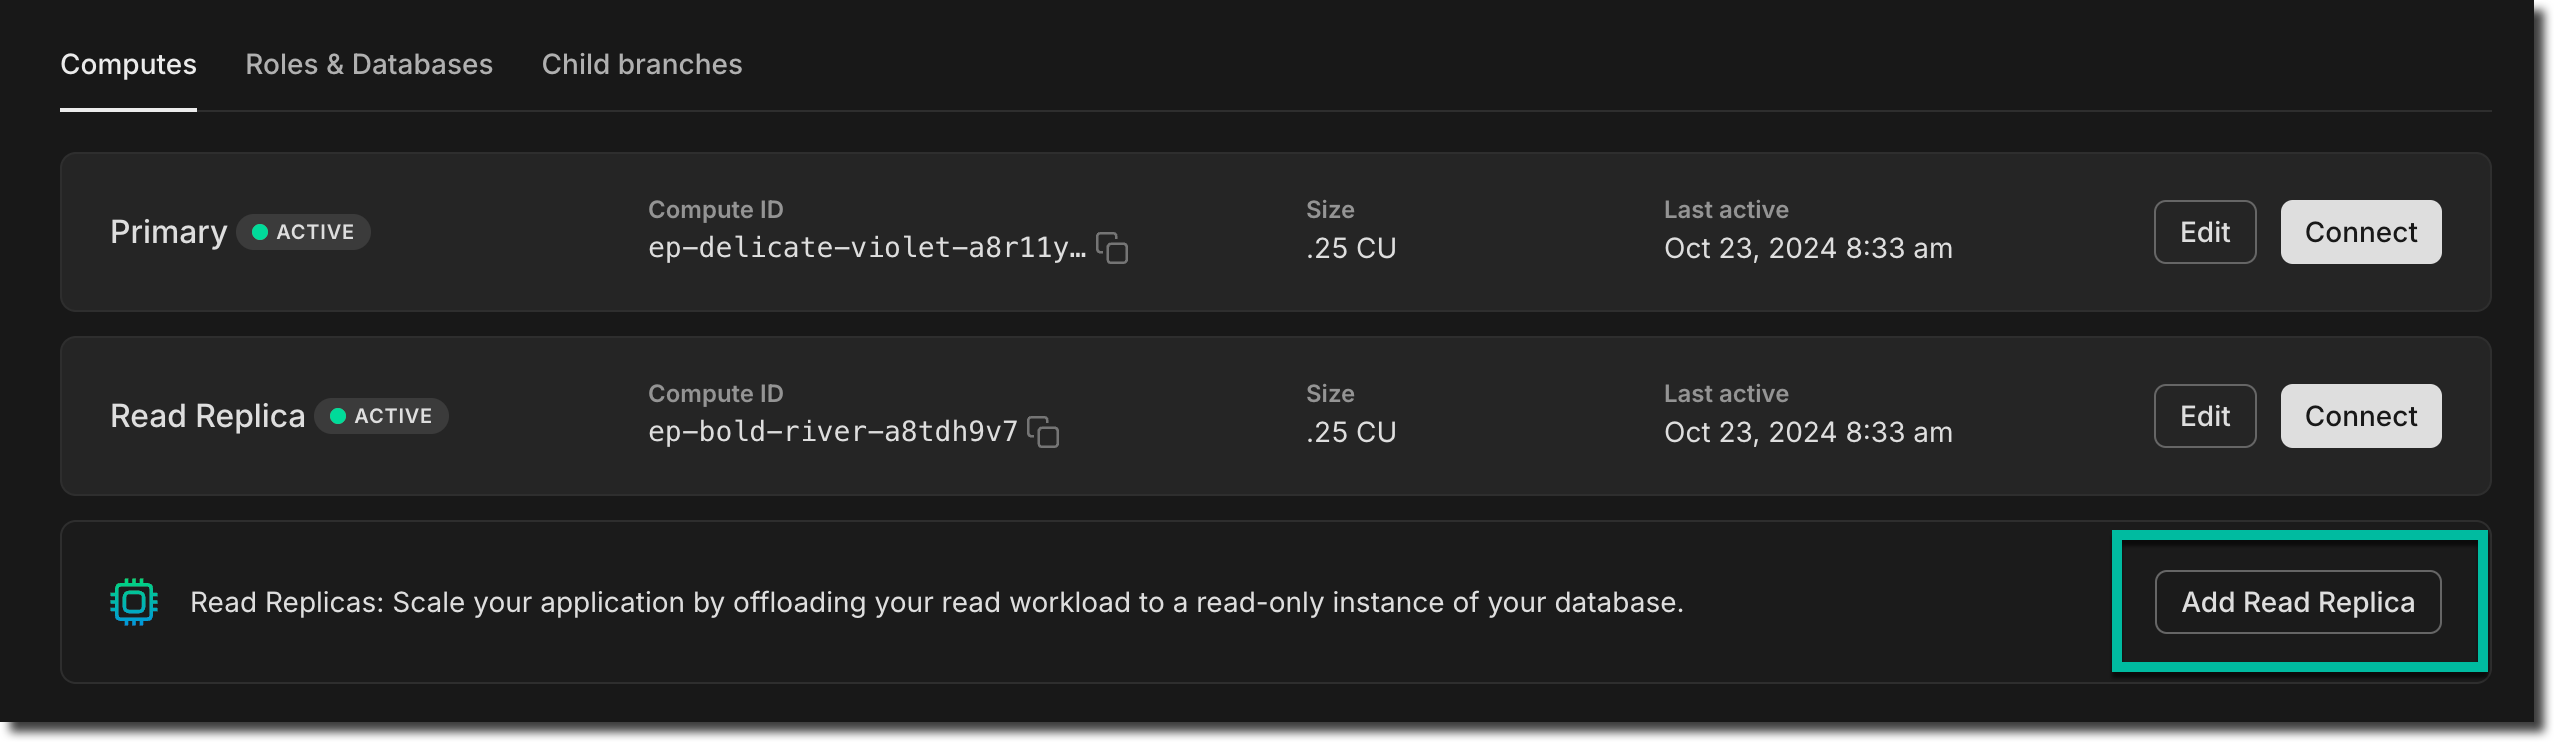 Computes Roles & Databases Child branches
Primary ACTIVE
Compute ID
ep-delicate-violet-a8r11y…
Size
.25 CU
Last active
Oct 23, 2024 8:33 am
Edit
Connect
Read Replica ACTIVE
Compute ID
ep-bold-river-a8tdh9v7
Size
.25 CU
Last active
Oct 23, 2024 8:33 am
Edit
Connect
Read Replicas: Scale your application by offloading your read workload to a read-only instance of your database.
Add Read Replica